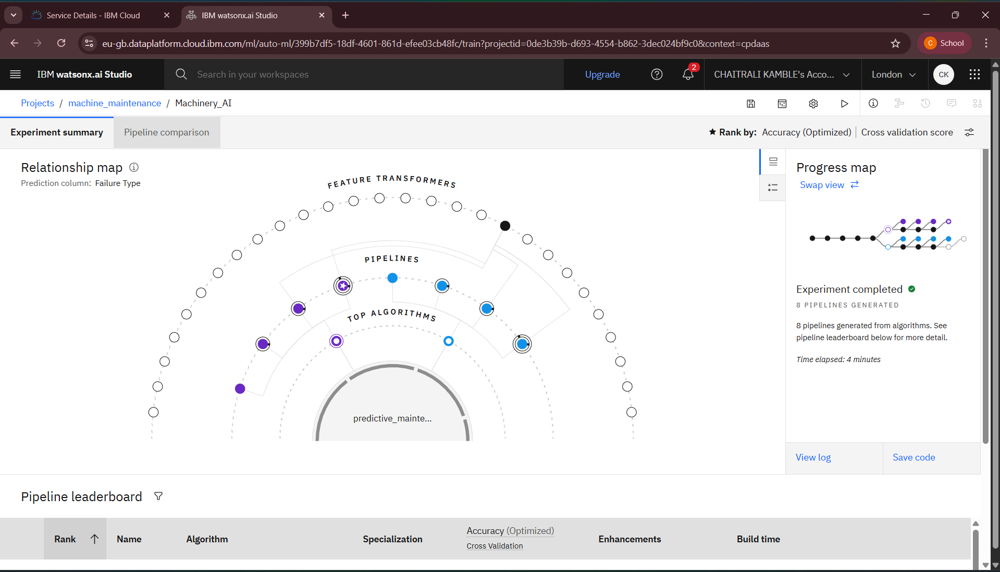 Service Details - IBM Cloud
IBM watsonx.ai Studio
eu-gb.dataplatform.cloud.ibm.com/ml/auto-ml/399b7df5-18df-4601-861d-efee03cb48fc/train?projectid=0de3b39b-d693-4554-b862-3dec024bf9c0&context=cpdaas
C School
IBM watsonx.ai Studio
Search in your workspaces
Upgrade
2
CHAITRALI KAMBLE's Acco...
London
CK
Projects / machine_maintenance / Machinery_AI
Experiment summary
Pipeline comparison
Rank by: Accuracy (Optimized) | Cross validation score
Relationship map
Prediction column: Failure Type
FEATURE TRANSFORMERS
PIPELINES
TOP ALGORITHMS
predictive_mainte...
Progress map
Swap view
Experiment completed
8 PIPELINES GENERATED
8 pipelines generated from algorithms. See
pipeline leaderboard below for more detail.
Time elapsed: 4 minutes
View log
Save code
Pipeline leaderboard
Rank
Name
Algorithm
Specialization
Accuracy (Optimized)
Cross Validation
Enhancements
Build time